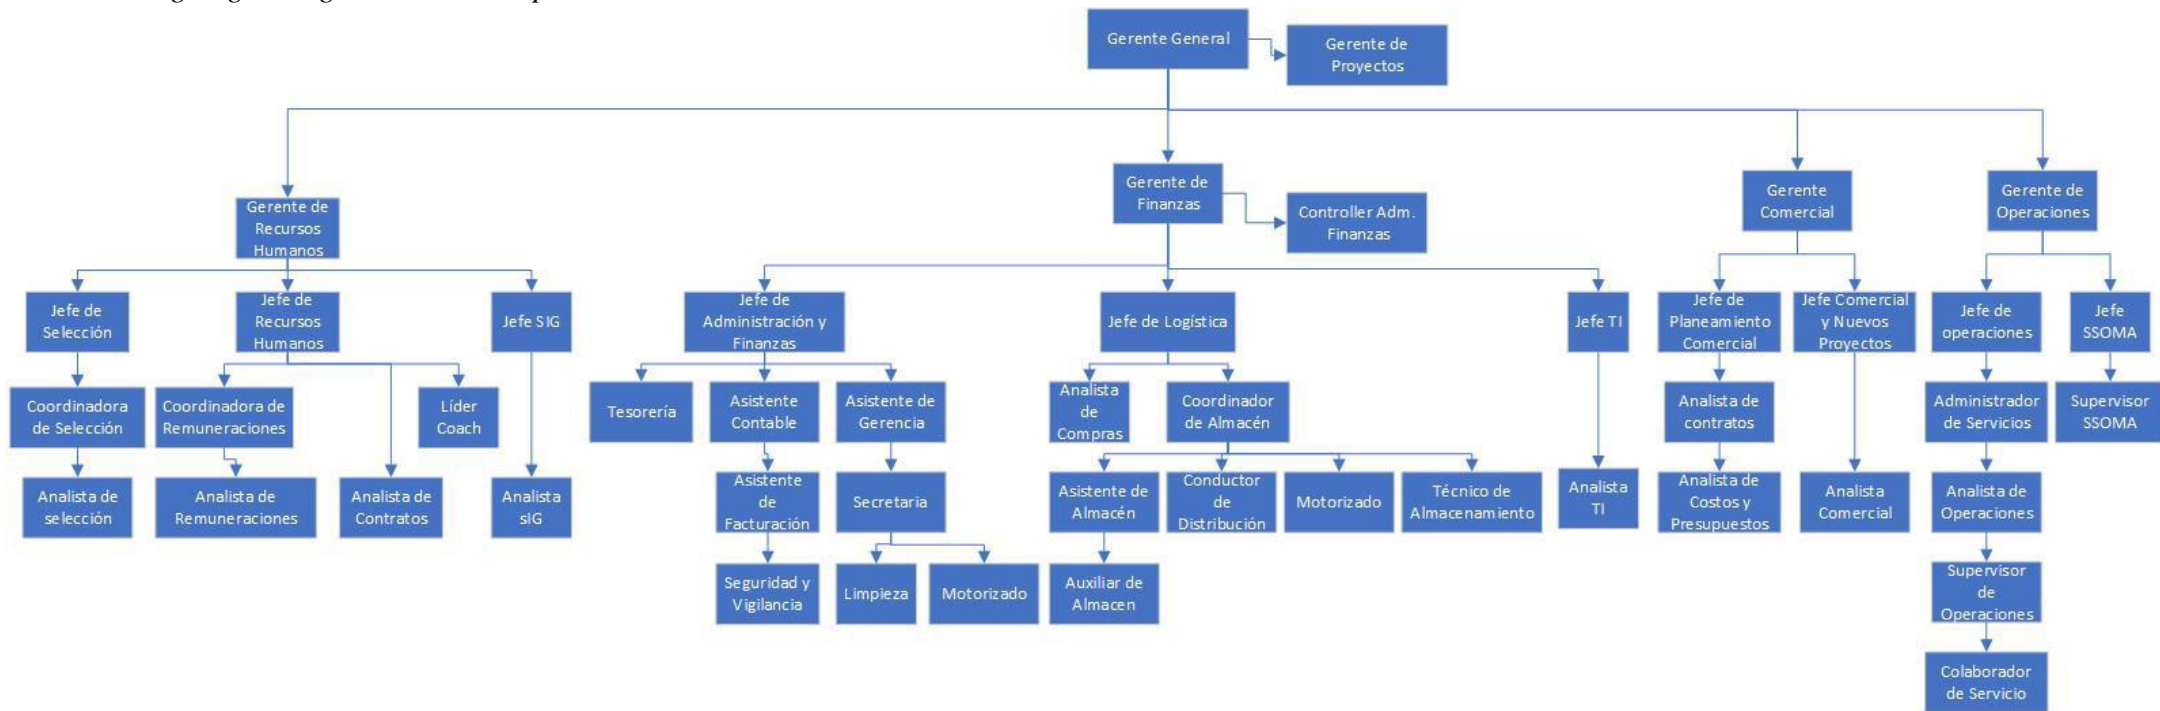 Gerente General
Gerente de
Proyectos
Gerente de
Recursos
Humanos
Gerente de
Finanzas
Controller Adm.
Finanzas
Gerente
Comercial
Gerente de
Operaciones
Jefe de
Selección
Jefe de
Recursos
Humanos
Jefe SIG
Jefe de
Administración y
Finanzas
Jefe de Logística
Jefe TI
Jefe de
Planeamiento
Comercial
Jefe Comercial
y Nuevos
Proyectos
Jefe de
operaciones
Jefe
SSOMA
Coordinadora
de Selección
Coordinadora de
Remuneraciones
Líder
Coach
Tesorería
Asistente
Contable
Asistente de
Gerencia
Analista
de
Compras
Coordinador
de Almacén
Analista de
contratos
Administrador
de Servicios
Supervisor
SSOMA
Analista de
selección
Analista de
Remuneraciones
Analista de
Contratos
Analista
sIG
Asistente
de
Facturación
Secretaria
Asistente de
Almacén
Conductor
de
Distribución
Motorizado
Técnico de
Almacenamiento
Analista
TI
Analista de
Costos y
Presupuestos
Analista
Comercial
Analista de
Operaciones
Seguridad y
Vigilancia
Limpieza
Motorizado
Auxiliar de
Almacen
Supervisor
de
Operaciones
Colaborador
de Servicio